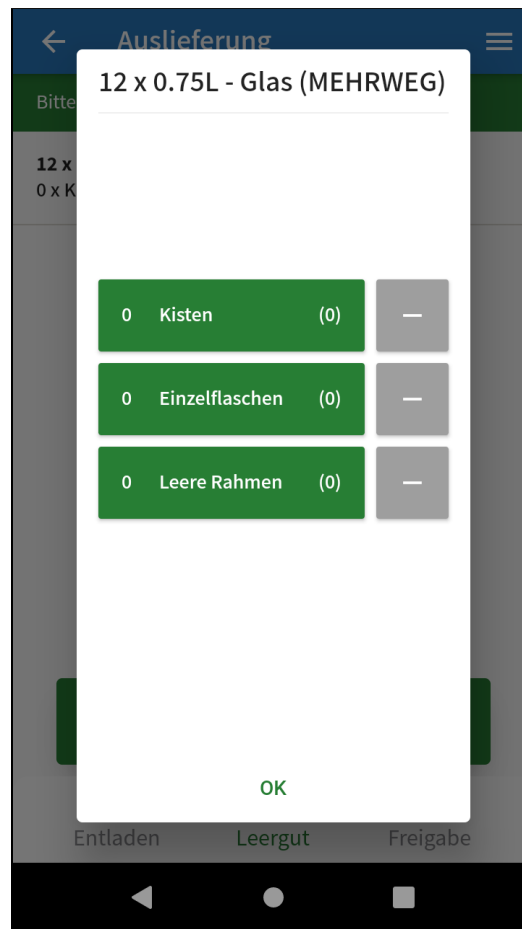 Auslieferung
12 x 0.75L - Glas (MEHRWEG)
Bitte
12 x
0 x K
0 Kisten (0)
0 Einzelflaschen (0)
0 Leere Rahmen (0)
OK
Entladen Leergut Freigabe